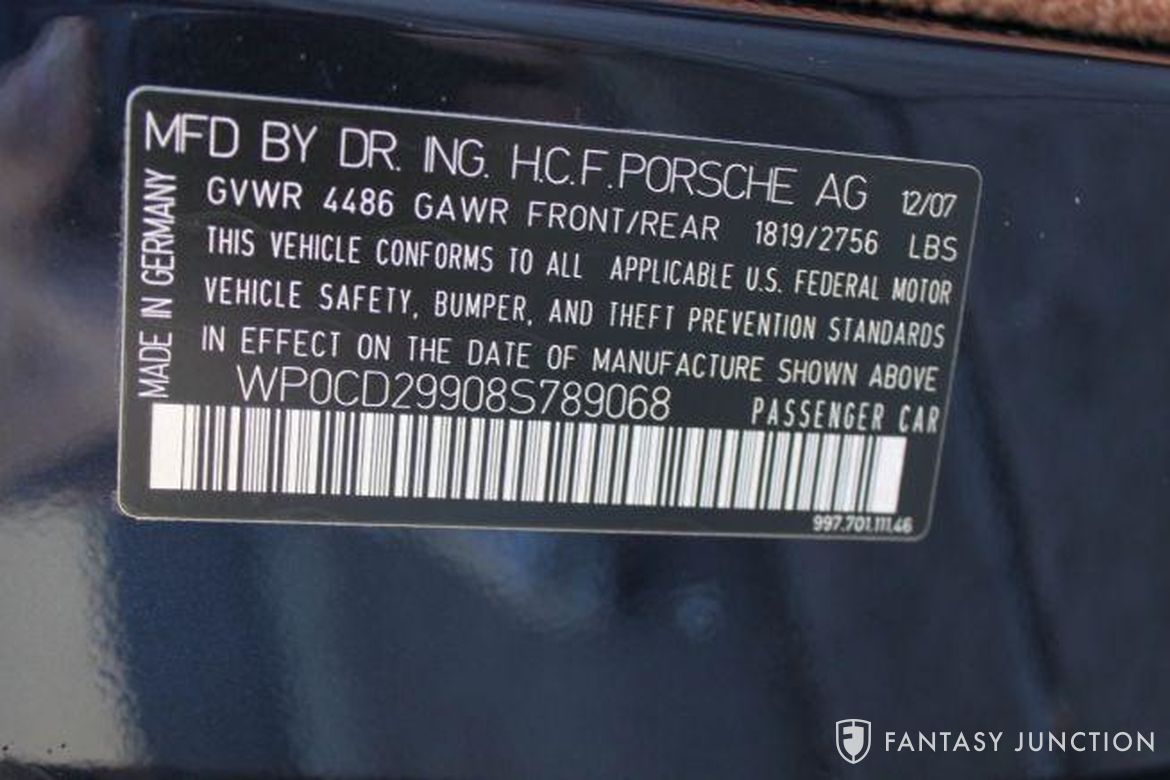 MFD BY DR. ING. H.C.F. PORSCHE AG 12/07
GVWR 4486 GAWR FRONT/REAR 1819/2756 LBS
THIS VEHICLE CONFORMS TO ALL APPLICABLE U.S. FEDERAL MOTOR
VEHICLE SAFETY, BUMPER, AND THEFT PREVENTION STANDARDS
IN EFFECT ON THE DATE OF MANUFACTURE SHOWN ABOVE
WP0CD29908S789068 PASSENGER CAR
MADE IN GERMANY
997.701.111.46
FANTASY JUNCTION